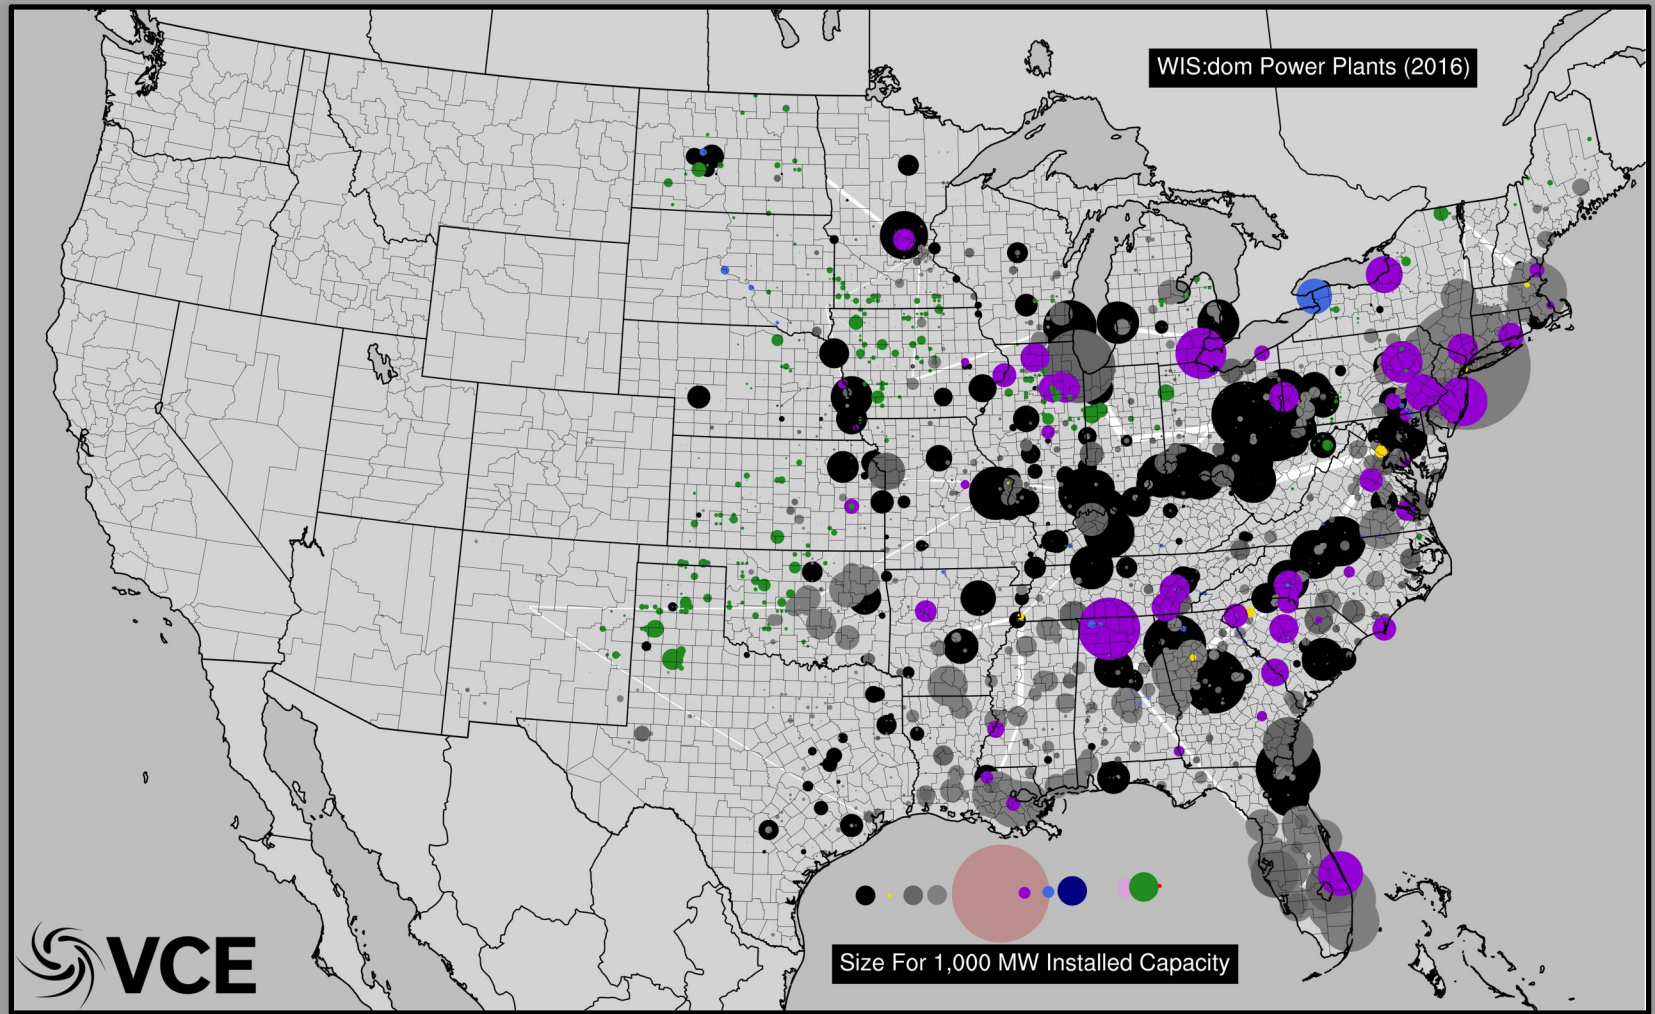 WIS:dom Power Plants (2016)
Size For 1,000 MW Installed Capacity
VCE